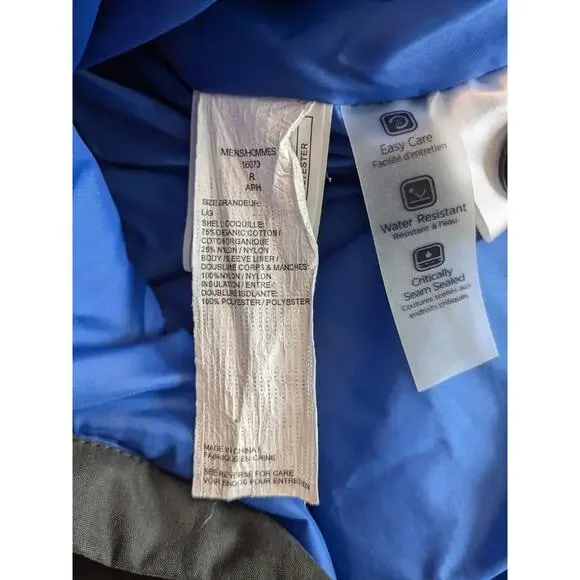 MENS/HOMMES
16073
R
APH
SIZE/GRANDEUR:
L/G
SHELL /COQUILLE:
75%ORGANIC COTTON /
COTONORGANIQUE
25% NYLON / NYLON
BODY/SLEEVE LINER/
DOUBLURE CORPS & MANCHES:
100%NYLON / NYLON
INSULATION / ENTRE-
DOUBLURE ISOLANTE:
100% POLYESTER / POLYESTER
MADE IN CHINA /
FABRIQUÉ EN CHINE
SEE REVERSE FOR CARE
VOIR ENDOS POUR ENTRETIEN
Easy Care
Facilité d'entretien
Water Resistant
Résistant à l'eau
Critically
Seam Sealed
Coutures scellés aux
endroits critiques